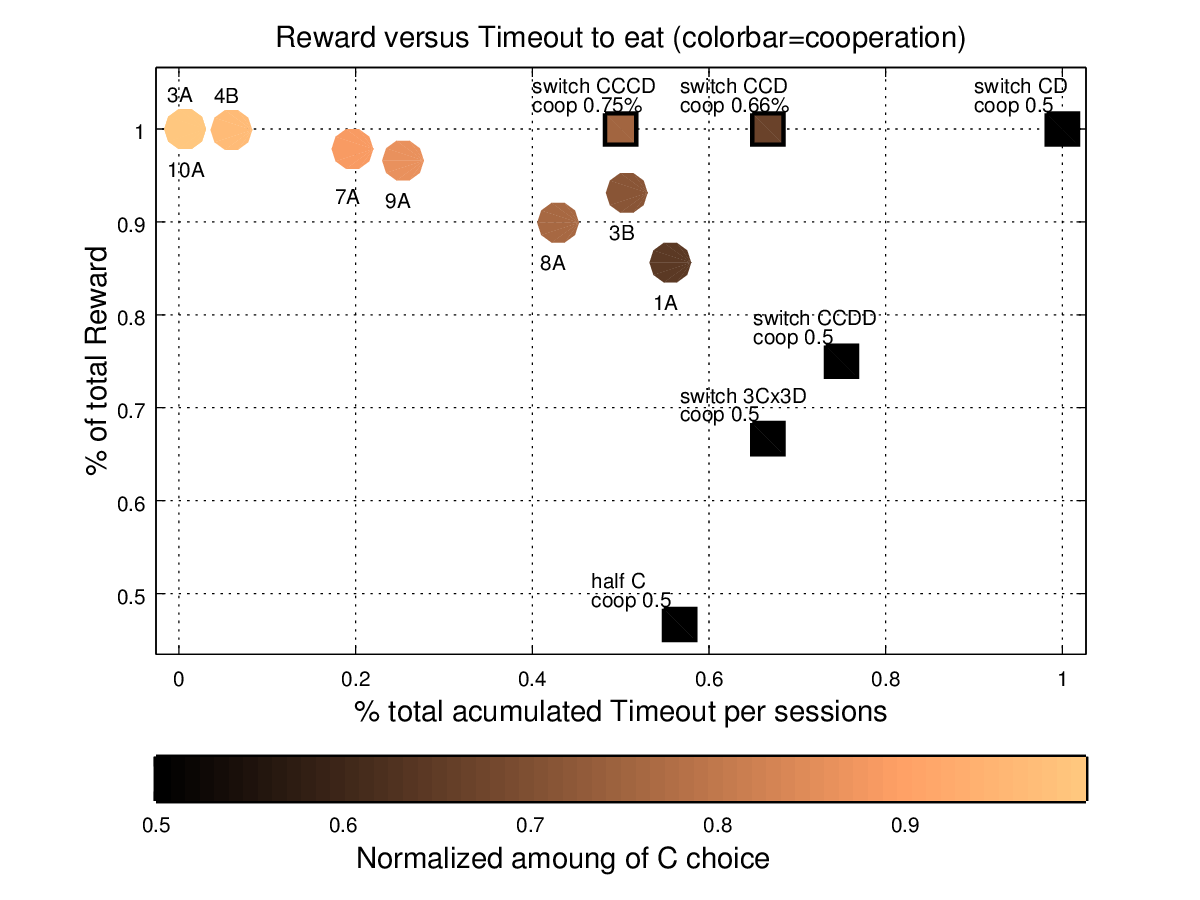 Reward versus Timeout to eat (colorbar=cooperation)
switch CCCD
coop 0.75%
switch CCD
coop 0.66%
switch CD
coop 0.5
3A
4B
10A
7A
9A
8A
3B
1A
switch CCDD
coop 0.5
switch 3Cx3D
coop 0.5
half C
coop 0.5
1
0.9
0.8
0.7
0.6
0.5
% of total Reward
0
0.2
0.4
0.6
0.8
1
% total acumulated Timeout per sessions
0.5
0.6
0.7
0.8
0.9
Normalized amoung of C choice